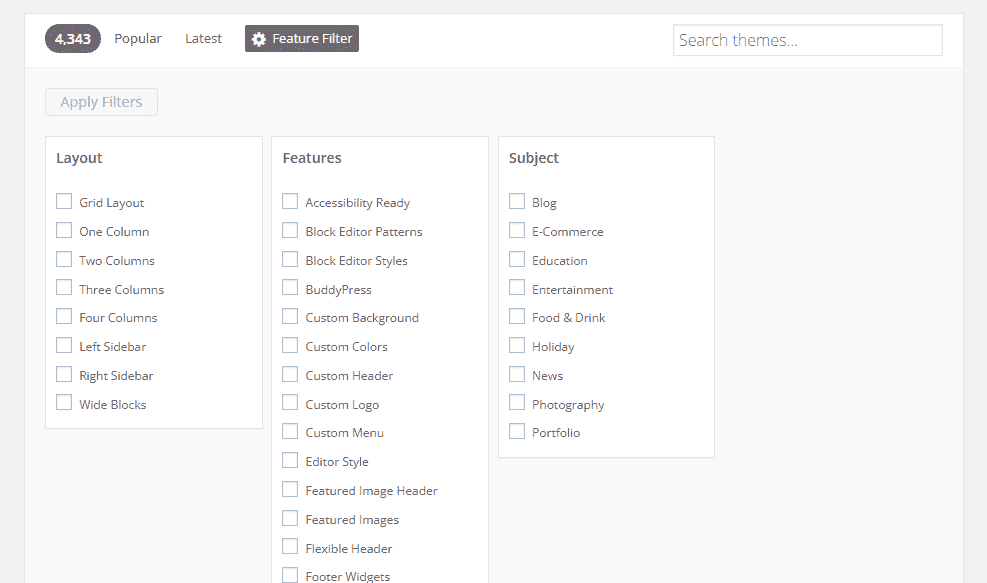 4,343 Popular Latest Feature Filter Search themes...
Apply Filters
Layout
Grid Layout
One Column
Two Columns
Three Columns
Four Columns
Left Sidebar
Right Sidebar
Wide Blocks
Features
Accessibility Ready
Block Editor Patterns
Block Editor Styles
BuddyPress
Custom Background
Custom Colors
Custom Header
Custom Logo
Custom Menu
Editor Style
Featured Image Header
Featured Images
Flexible Header
Footer Widgets
Subject
Blog
E-Commerce
Education
Entertainment
Food & Drink
Holiday
News
Photography
Portfolio